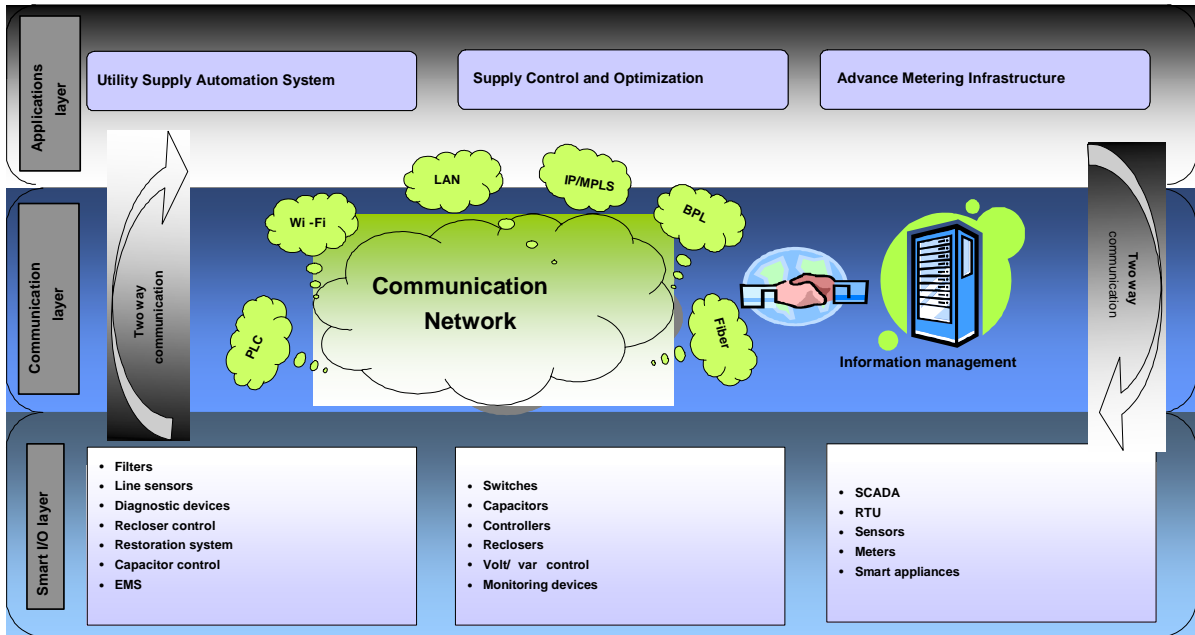 Applications
layer
Utility Supply Automation System
Supply Control and Optimization
Advance Metering Infrastructure
Communication
layer
Two way
communication
PLC
Wi -Fi
LAN
IP/MPLS
BPL
Fiber
Communication
Network
Information management
Two way
communication
Smart I/O layer
• Filters
• Line sensors
• Diagnostic devices
• Recloser control
• Restoration system
• Capacitor control
• EMS
• Switches
• Capacitors
• Controllers
• Reclosers
• Volt/ var control
• Monitoring devices
• SCADA
• RTU
• Sensors
• Meters
• Smart appliances